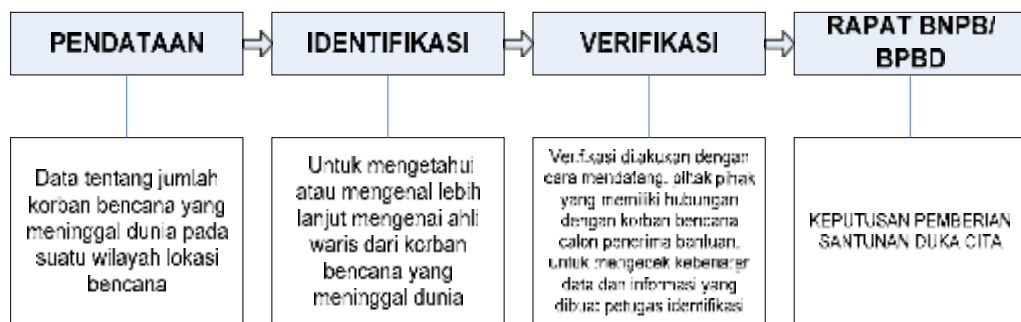 PENDATAAN
IDENTIFIKASI
VERIFIKASI
RAPAT BNPB/
BPBD
Data tentang jumlah
korban bencana yang
meninggal dunia pada
suatu wilayah lokasi
bencana
Untuk mengetahui
atau mengenal lebih
lanjut mengenai ahli
waris dari korban
bencana yang
meninggal dunia
Verifikasi dilakukan dengan
cara mendatangi pihak pihak
yang memiliki hubungan
dengan korban bencana
calon penerima bantuan,
untuk mengecek kebenaran
data dan informasi yang
dibuat petugas identifikasi
KEPUTUSAN PEMBERIAN
SANTUNAN DUKA CITA